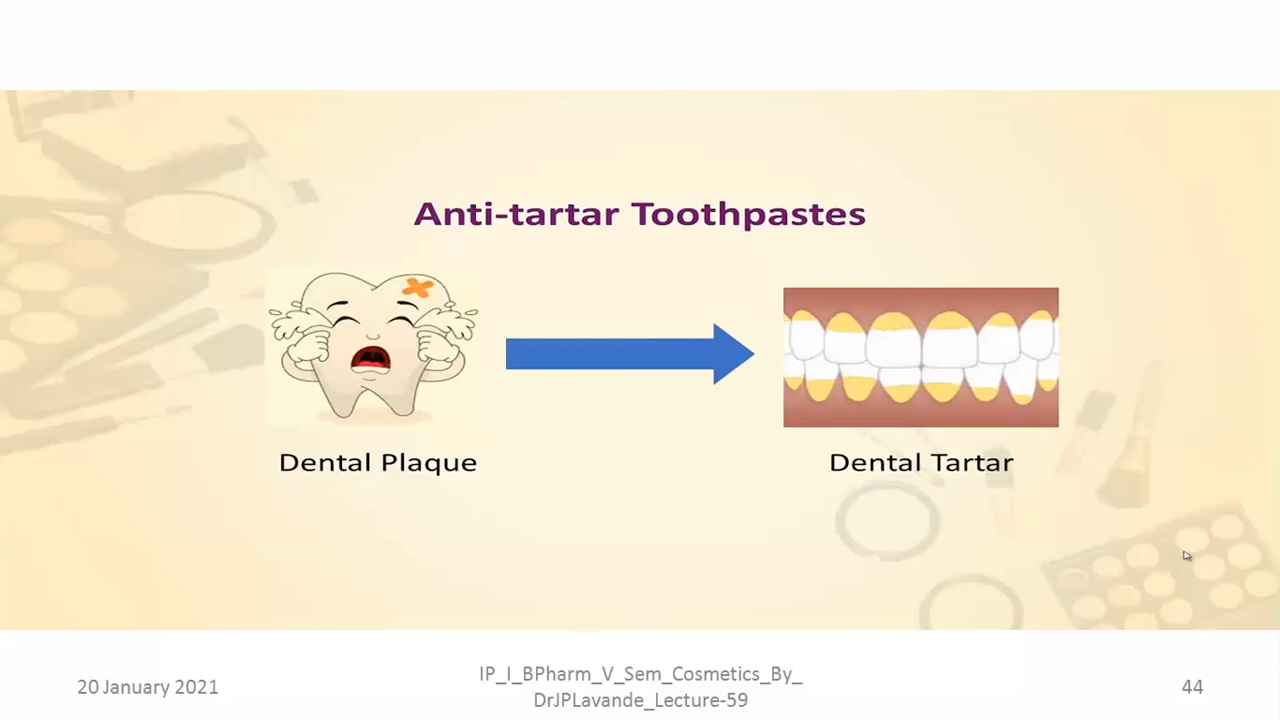 Anti-tartar Toothpastes
Dental Plaque
Dental Tartar
20 January 2021
IP_I_BPharm_V_Sem_Cosmetics_By_
DrJPLavande_Lecture-59
44